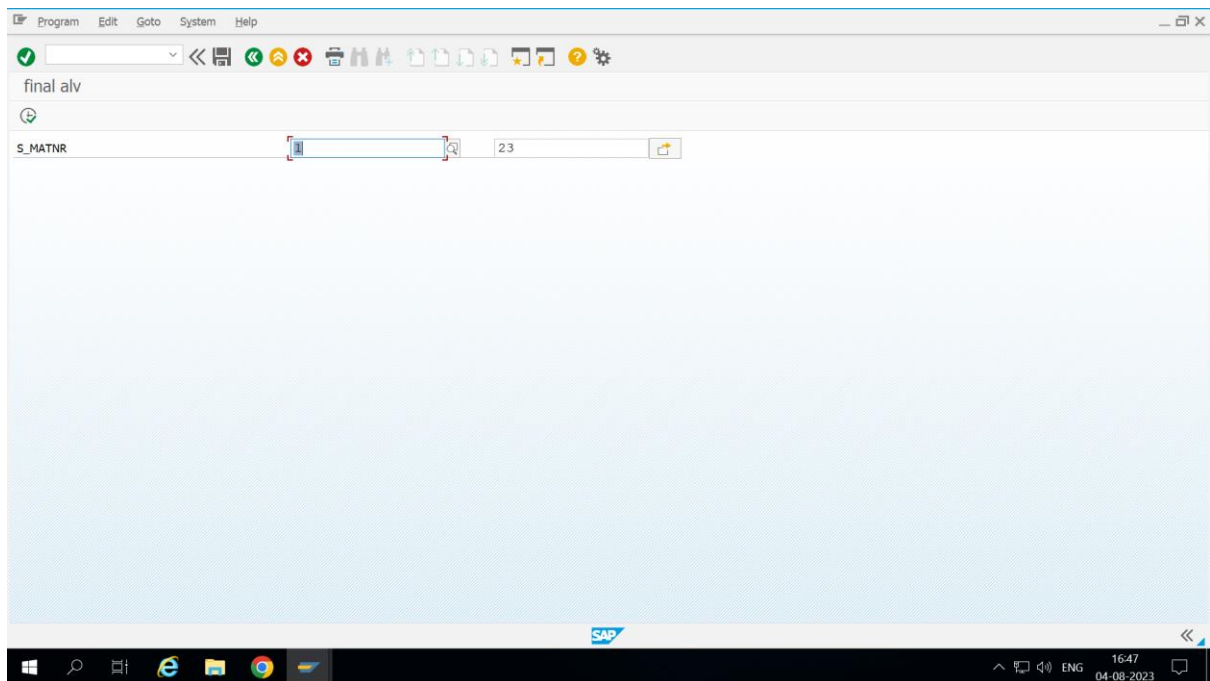 Program Edit Goto System Help
final alv
S_MATNR 1 23
SAP
ENG 16:47
04-08-2023